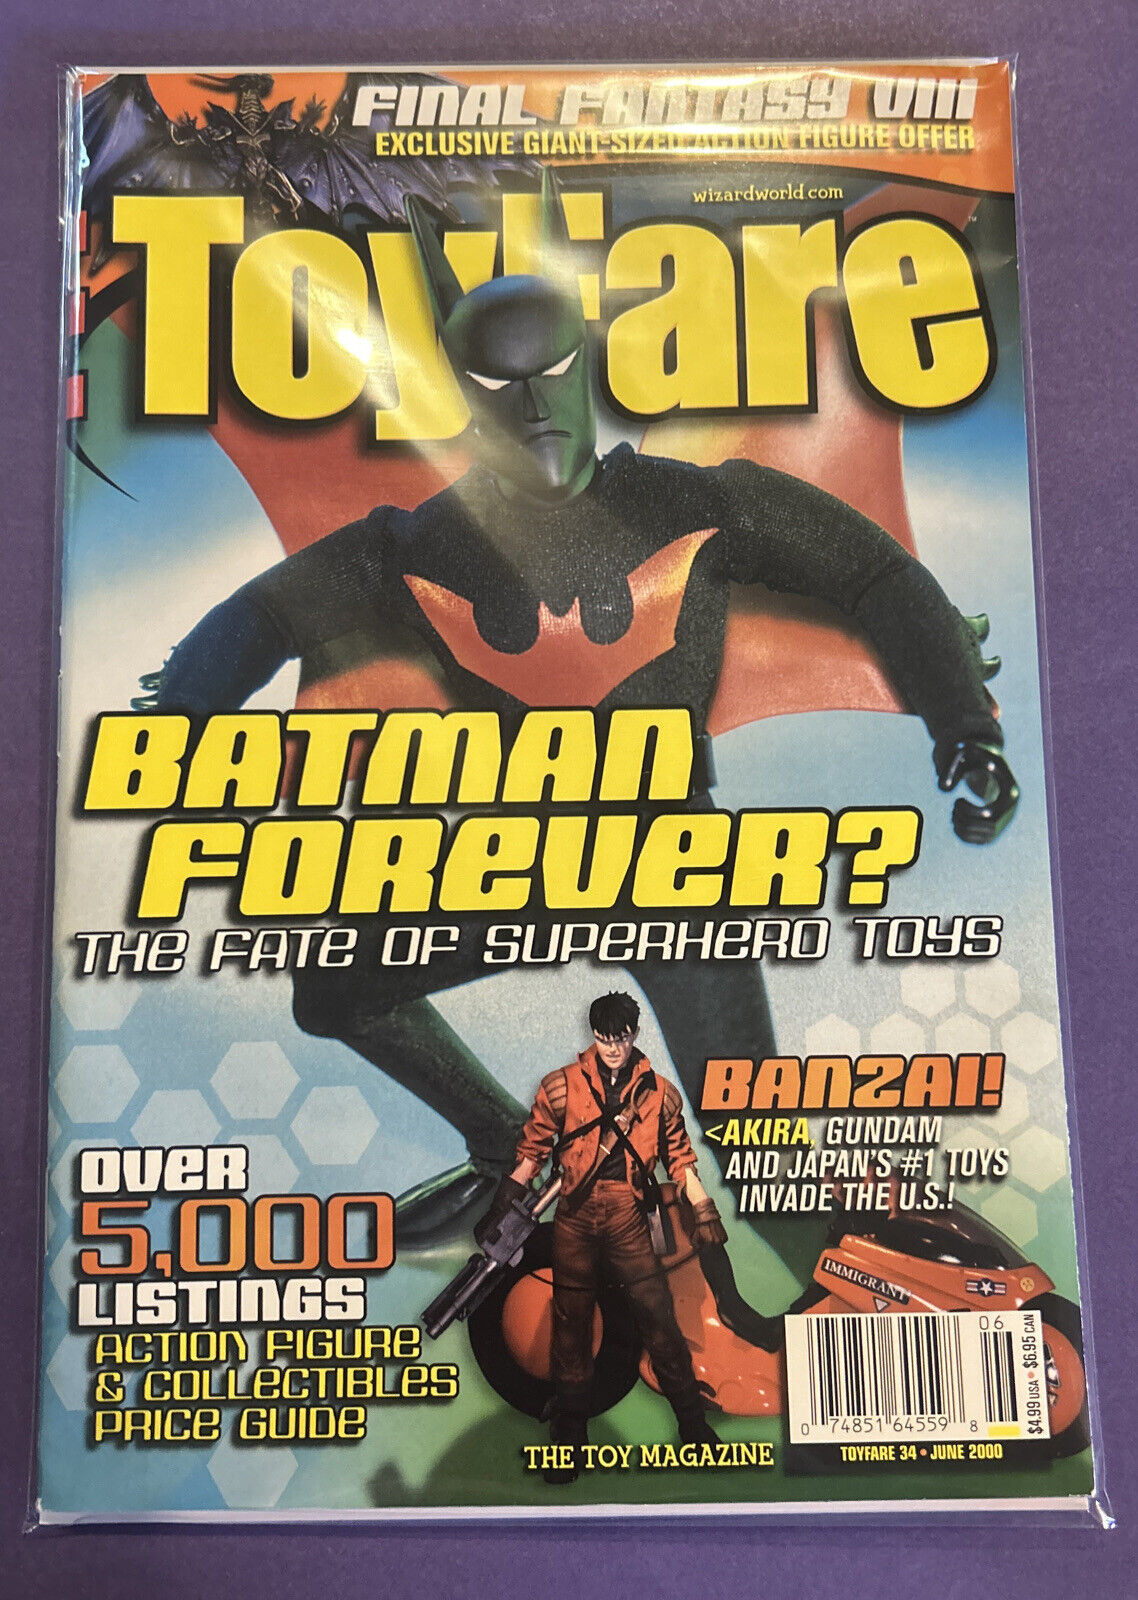 FINAL FANTASY VIII
EXCLUSIVE GIANT-SIZED ACTION FIGURE OFFER
wizardworld.com
ToyFare
TM
BATMAN
FOREVER?
THE FATE OF SUPERHERO TOYS
BANZAI!
<AKIRA, GUNDAM
AND JAPAN'S #1 TOYS
INVADE THE U.S.!
OVER
5,000
LISTINGS
ACTION FIGURE
& COLLECTIBLES
PRICE GUIDE
IMMIGRANT
06
0 74851 64559 8
$4.99 USA • $6.95 CAN
THE TOY MAGAZINE
TOYFARE 34 • JUNE 2000